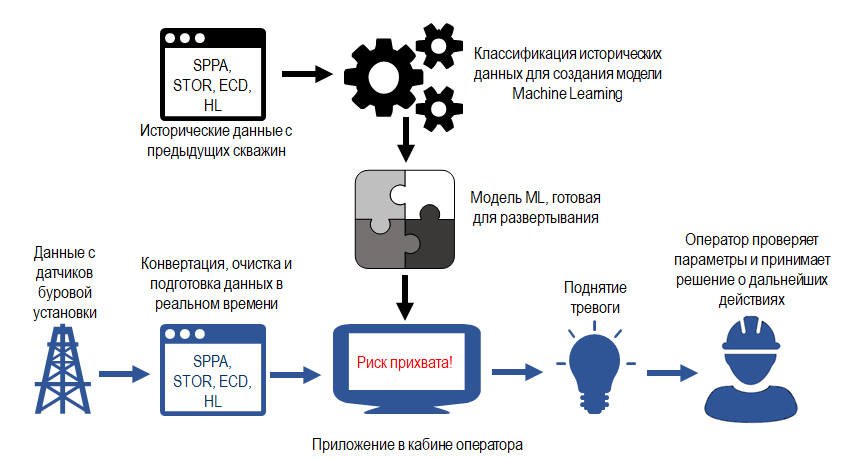 SPPA,
STOR, ECD,
HL
Исторические данные с
предыдущих скважин
Классификация исторических
данных для создания модели
Machine Learning
Модель ML, готовая
для развертывания
Данные с
датчиков
буровой
установки
Конвертация, очистка и
подготовка данных в
реальном времени
SPPA,
STOR, ECD,
HL
Риск прихвата!
Приложение в кабине оператора
Поднятие
тревоги
Оператор проверяет
параметры и принимает
решение о дальнейших
действиях